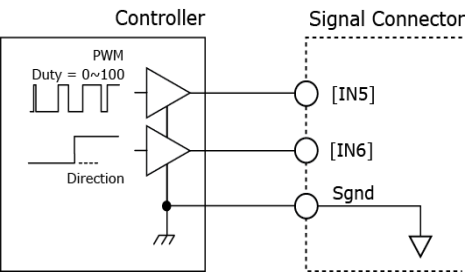 Controller
Signal Connector
PWM
Duty = 0~100
[IN5]
[IN6]
Direction
Sgnd